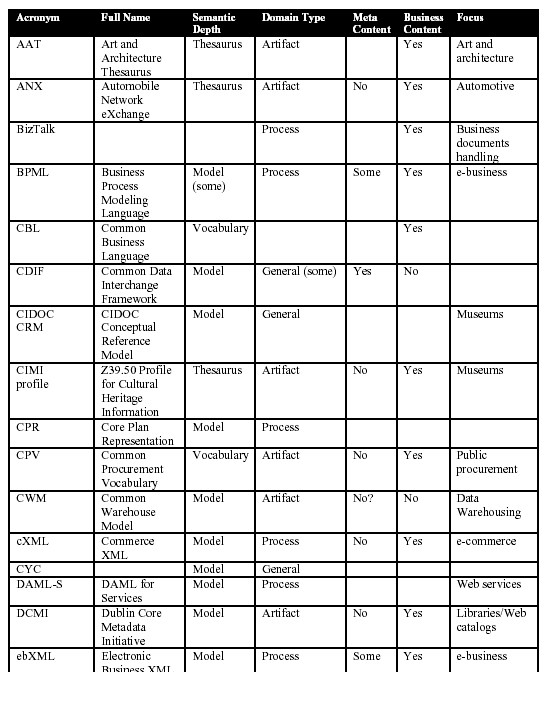 Acronym Full Name Semantic Depth Domain Type Meta Content Business Content Focus
AAT Art and Architecture Thesaurus Thesaurus Artifact Yes Art and architecture
ANX Automobile Network eXchange Thesaurus Artifact No Yes Automotive
BizTalk Process Yes Business documents handling
BPML Business Process Modeling Language Model (some) Process Some Yes e-business
CBL Common Business Language Vocabulary Yes
CDIF Common Data Interchange Framework Model General (some) Yes No
CIDOC CRM CIDOC Conceptual Reference Model Model General Museums
CIMI profile Z39.50 Profile for Cultural Heritage Information Thesaurus Artifact No Yes Museums
CPR Core Plan Representation Model Process
CPV Common Procurement Vocabulary Vocabulary Artifact No Yes Public procurement
CWM Common Warehouse Model Model Artifact No? No Data Warehousing
cXML Commerce XML Model Process No Yes e-commerce
CYC Model General
DAML-S DAML for Services Model Process Web services
DCMI Dublin Core Metadata Initiative Model Artifact No Yes Libraries/Web catalogs
ebXML Electronic Business XML Model Process Some Yes e-business